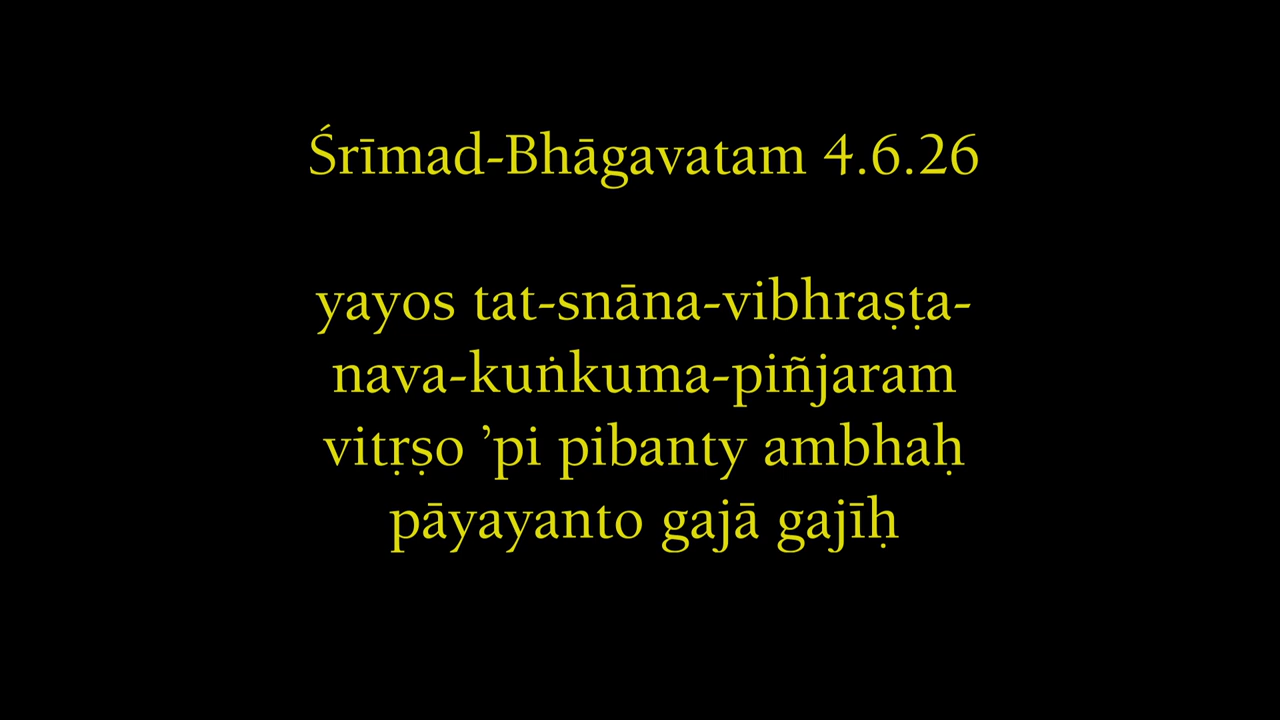 Śrīmad-Bhāgavatam 4.6.26
yayos tat-snāna-vibhraṣṭa-
nava-kuṅkuma-piñjaram
vitṛṣo ’pi pibanty ambhaḥ
pāyayanto gajā gajīḥ